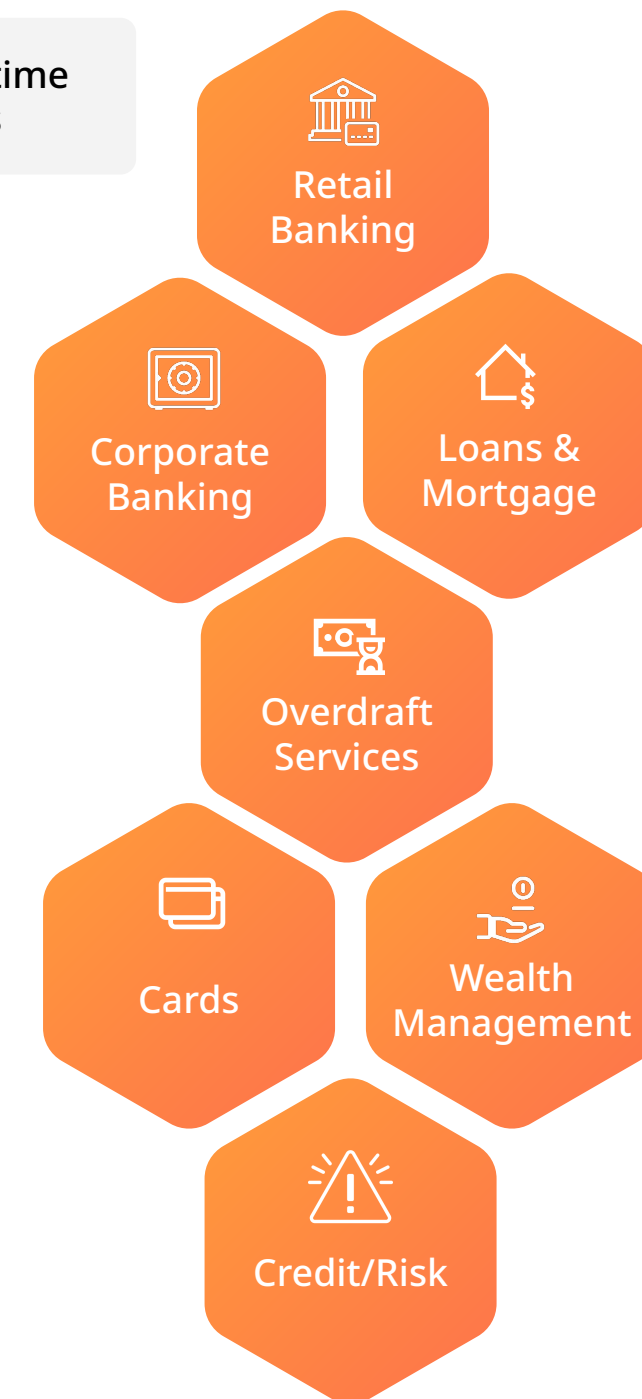 Retail
Banking
Corporate
Banking
Loans &
Mortgage
Overdraft
Services
Cards
Wealth
Management
Credit/Risk